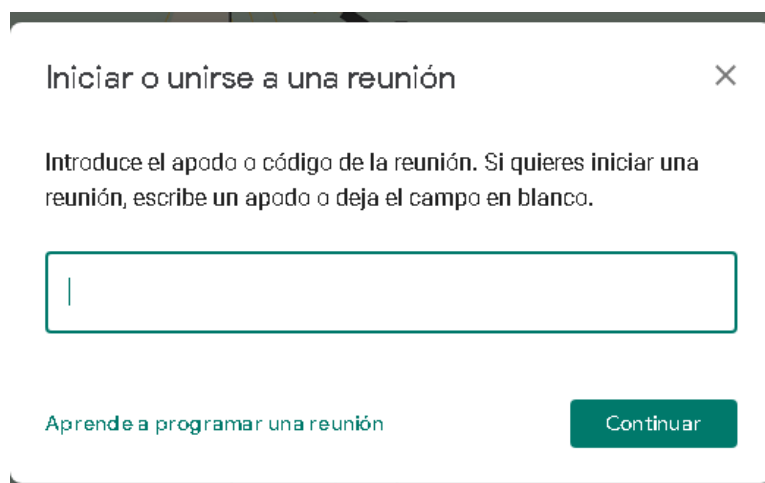 Iniciar o unirse a una reunión
Introduce el apodo o código de la reunión. Si quieres iniciar una
reunión, escribe un apodo o deja el campo en blanco.
Aprende a programar una reunión
Continuar